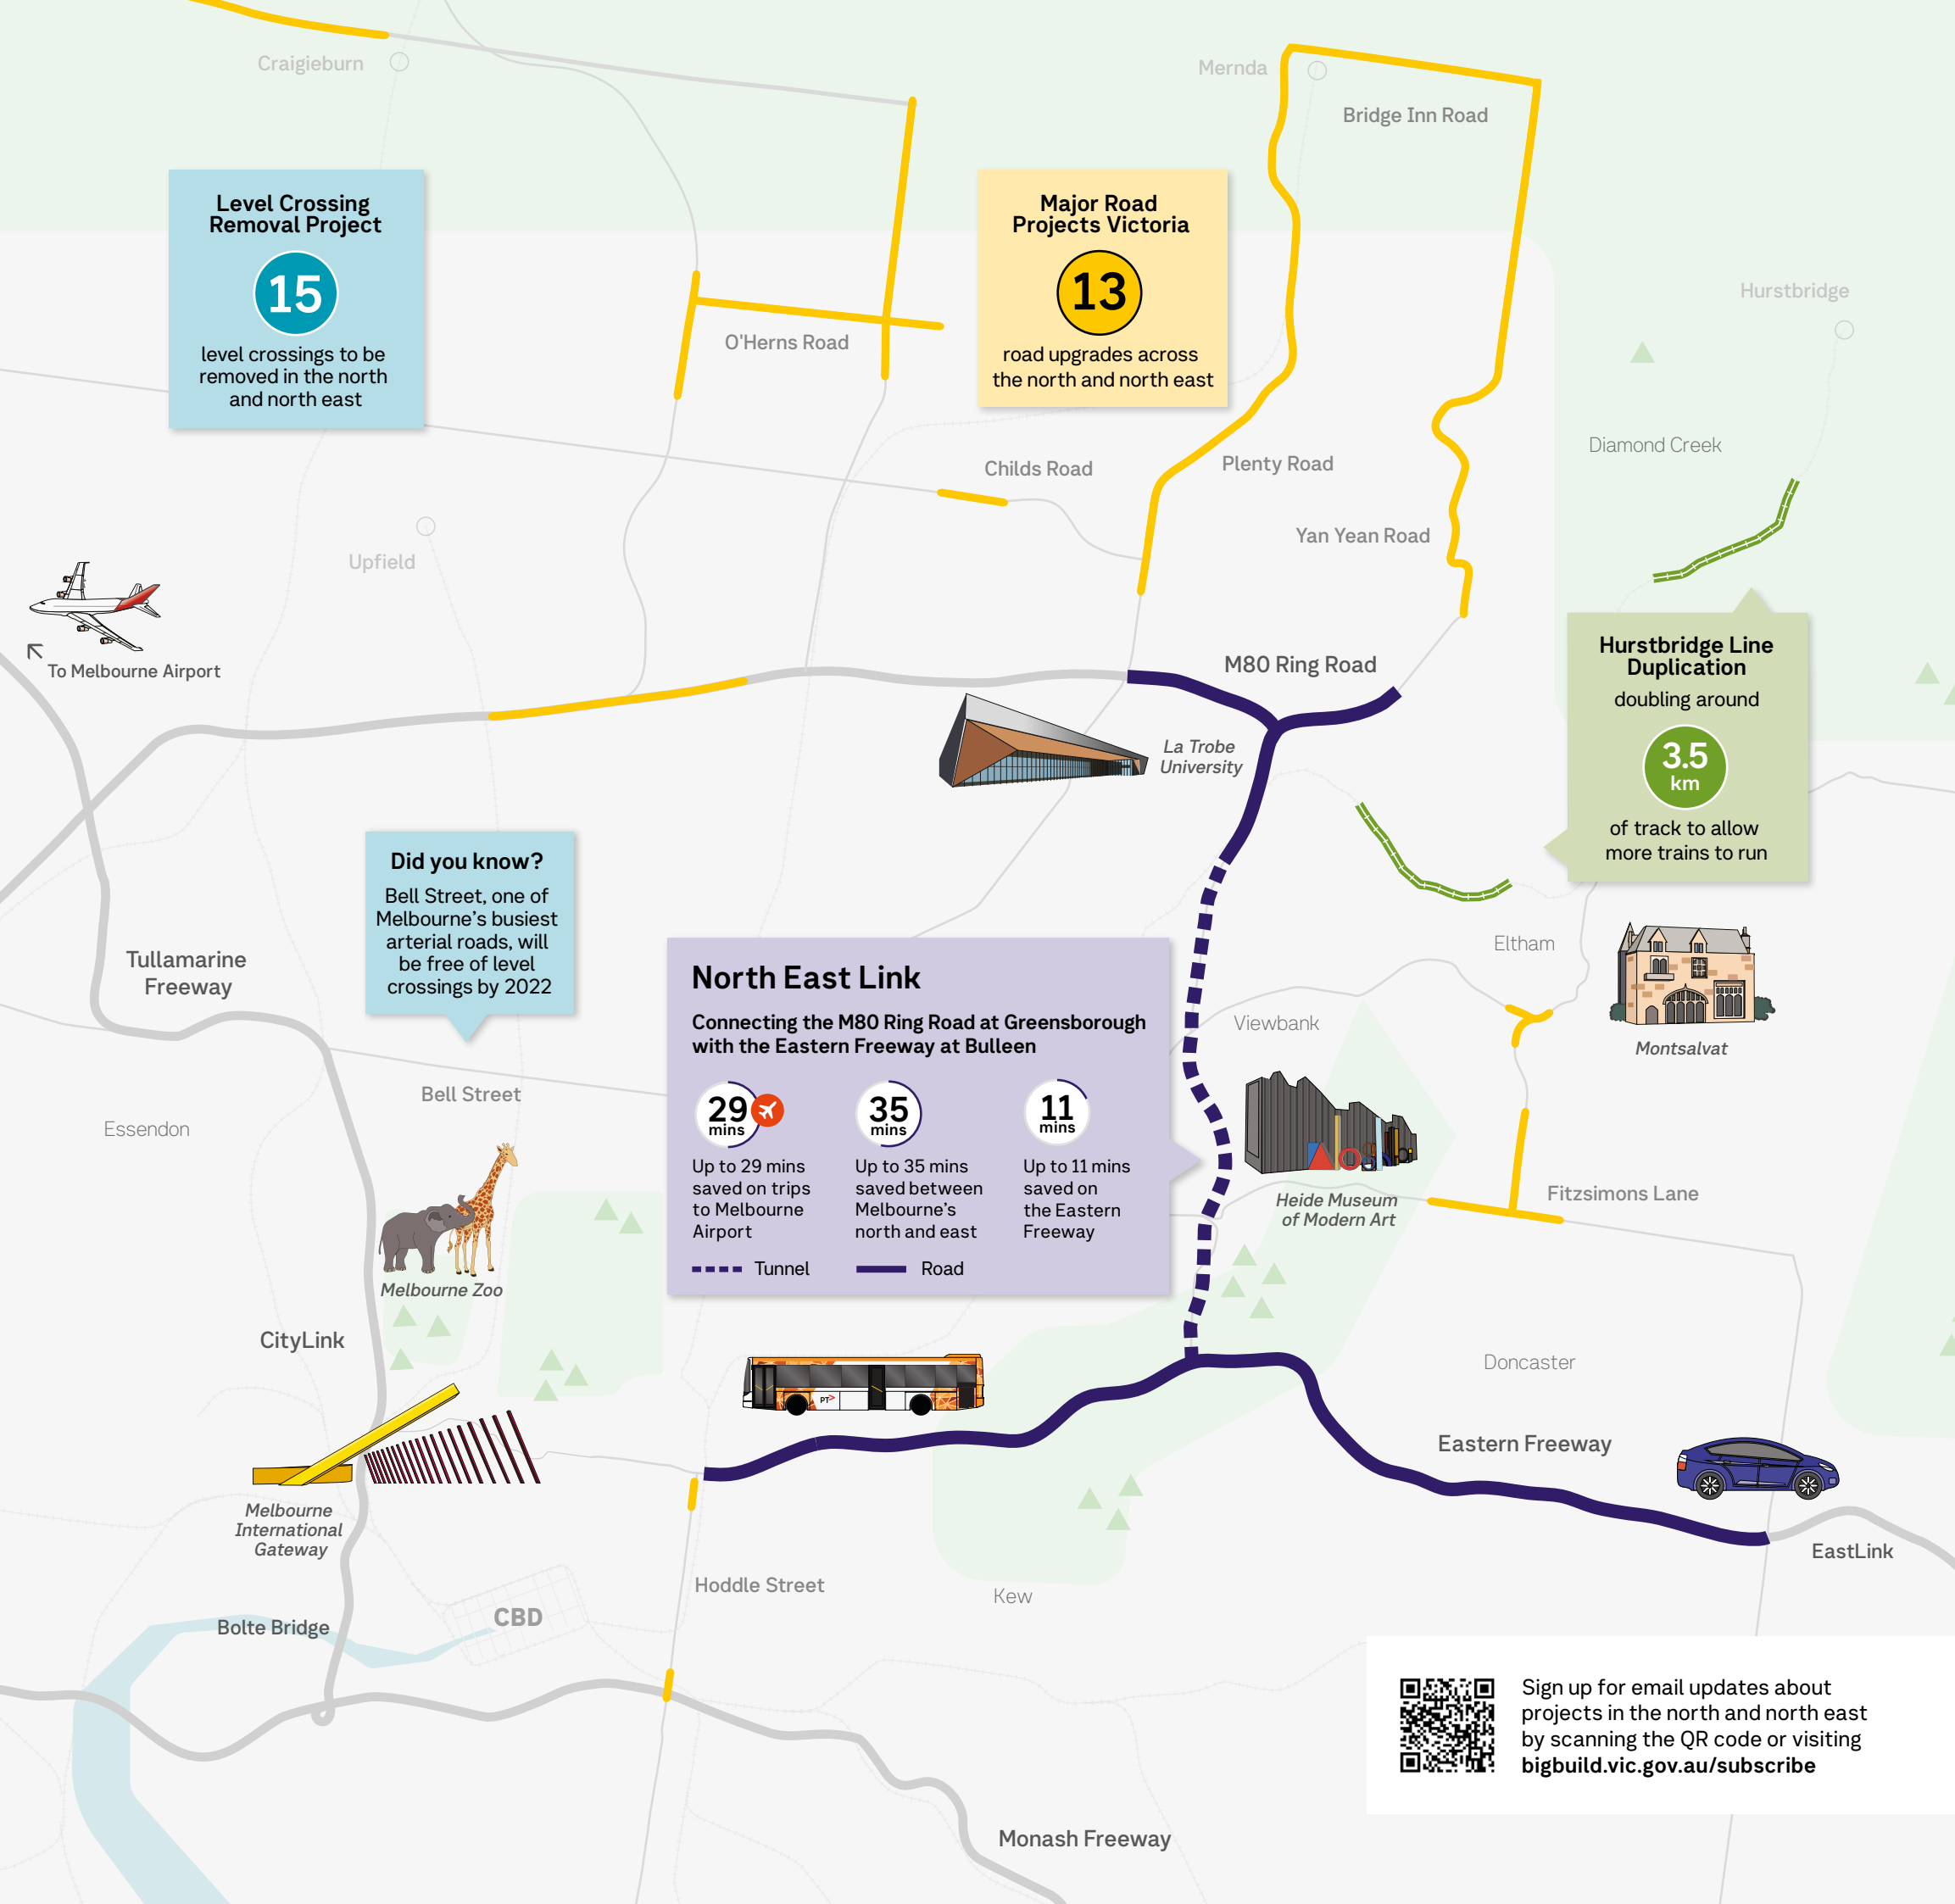 Craigieburn
Mernda
Bridge Inn Road
Level Crossing
Removal Project
15
level crossings to be
removed in the north
and north east
Major Road
Projects Victoria
13
road upgrades across
the north and north east
Hurstbridge
O'Herns Road
Diamond Creek
Childs Road
Plenty Road
Yan Yean Road
Upfield
To Melbourne Airport
M80 Ring Road
Hurstbridge Line
Duplication
doubling around
3.5
km
of track to allow
more trains to run
La Trobe
University
Did you know?
Bell Street, one of
Melbourne’s busiest
arterial roads, will
be free of level
crossings by 2022
Tullamarine
Freeway
Eltham
North East Link
Connecting the M80 Ring Road at Greensborough
with the Eastern Freeway at Bulleen
29
mins
Up to 29 mins
saved on trips
to Melbourne
Airport
35
mins
Up to 35 mins
saved between
Melbourne’s
north and east
11
mins
Up to 11 mins
saved on
the Eastern
Freeway
Tunnel
Road
Viewbank
Montsalvat
Bell Street
Essendon
Heide Museum
of Modern Art
Fitzsimons Lane
Melbourne Zoo
CityLink
Doncaster
PT>
Eastern Freeway
Melbourne
International
Gateway
EastLink
Hoddle Street
Kew
CBD
Bolte Bridge
Sign up for email updates about
projects in the north and north east
by scanning the QR code or visiting
bigbuild.vic.gov.au/subscribe
Monash Freeway